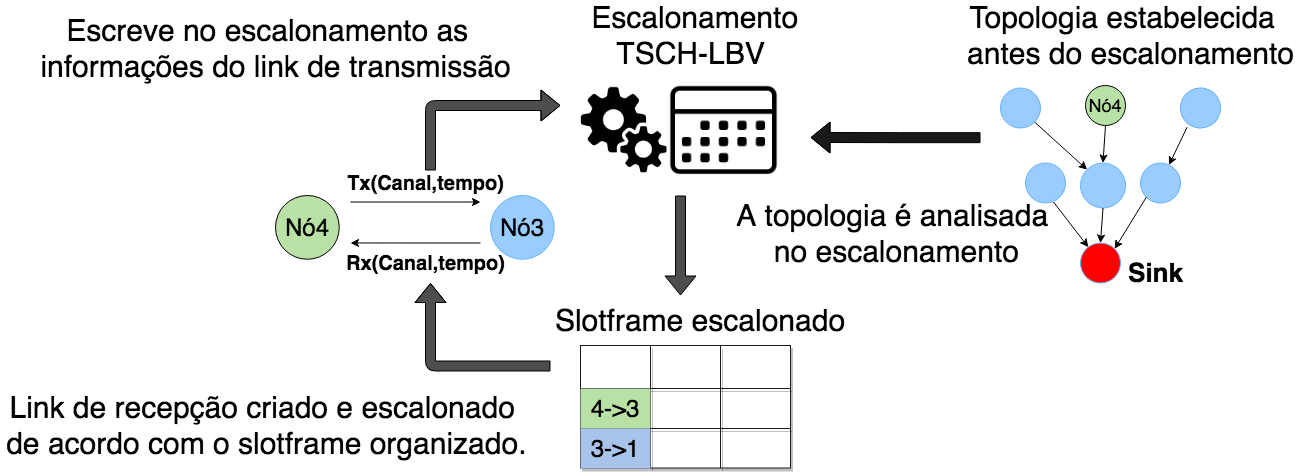 Escreve no escalonamento as
informações do link de transmissão
Escalonamento
TSCH-LBV
Topologia estabelecida
antes do escalonamento
Nó4
Tx(Canal,tempo)
Nó4
Nó3
Rx(Canal,tempo)
A topologia é analisada
no escalonamento
Sink
Slotframe escalonado
4->3
3->1
Link de recepção criado e escalonado
de acordo com o slotframe organizado.